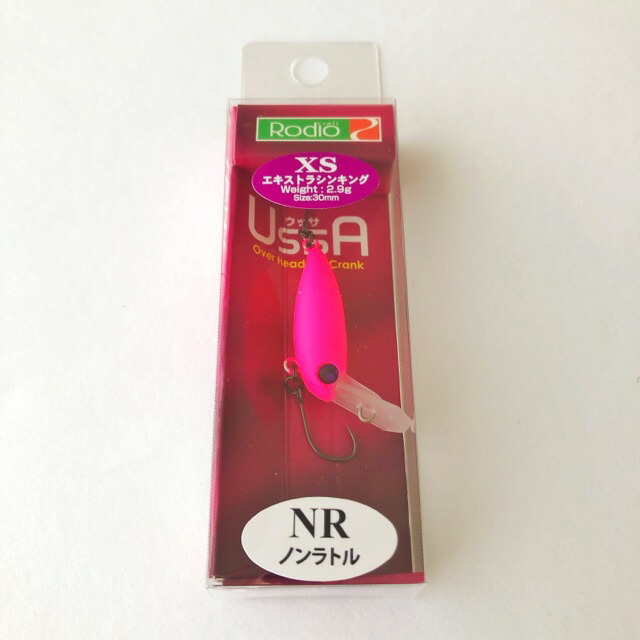 Rodio craft
XS
エキストラシンキング
Weight : 2.9g
Size:30mm
ウッサ
USSA
Over Head Crank
NR
ノンラトル